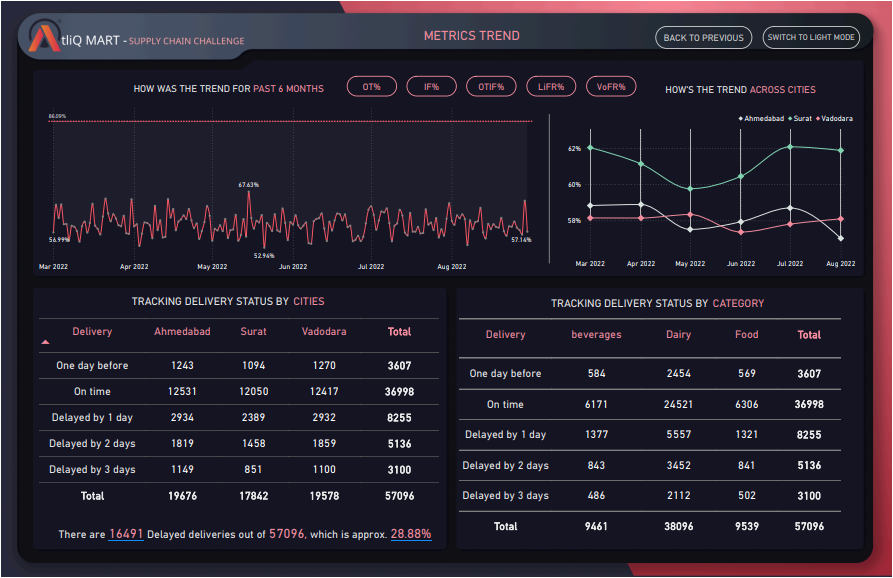 AtliQ MART - SUPPLY CHAIN CHALLENGE
METRICS TREND
BACK TO PREVIOUS
SWITCH TO LIGHT MODE
HOW WAS THE TREND FOR PAST 6 MONTHS
OT%
IF%
OTIF%
LiFR%
VoFR%
86.09%
67.63%
56.99%
52.96%
57.14%
Mar 2022 Apr 2022 May 2022 Jun 2022 Jul 2022 Aug 2022
HOW'S THE TREND ACROSS CITIES
Ahmedabad Surat Vadodara
62%
60%
58%
Mar 2022 Apr 2022 May 2022 Jun 2022 Jul 2022 Aug 2022
TRACKING DELIVERY STATUS BY CITIES
Delivery Ahmedabad Surat Vadodara Total
One day before 1243 1094 1270 3607
On time 12531 12050 12417 36998
Delayed by 1 day 2934 2389 2932 8255
Delayed by 2 days 1819 1458 1859 5136
Delayed by 3 days 1149 851 1100 3100
Total 19676 17842 19578 57096
There are 16491 Delayed deliveries out of 57096, which is approx. 28.88%
TRACKING DELIVERY STATUS BY CATEGORY
Delivery beverages Dairy Food Total
One day before 584 2454 569 3607
On time 6171 24521 6306 36998
Delayed by 1 day 1377 5557 1321 8255
Delayed by 2 days 843 3452 841 5136
Delayed by 3 days 486 2112 502 3100
Total 9461 38096 9539 57096